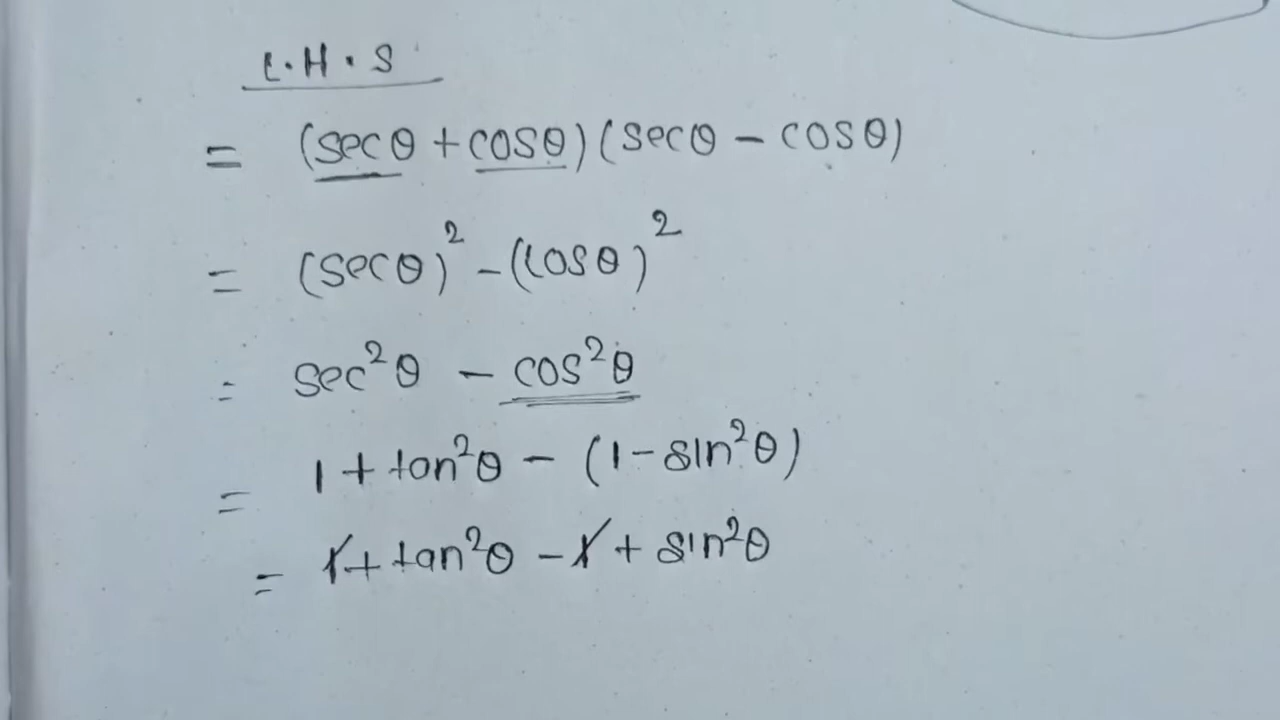 L.H.S
= (secθ + cosθ)(secθ - cosθ)
= (secθ)² - (cosθ)²
= sec²θ - cos²θ
= 1 + tan²θ - (1 - sin²θ)
= 1 + tan²θ - 1 + sin²θ